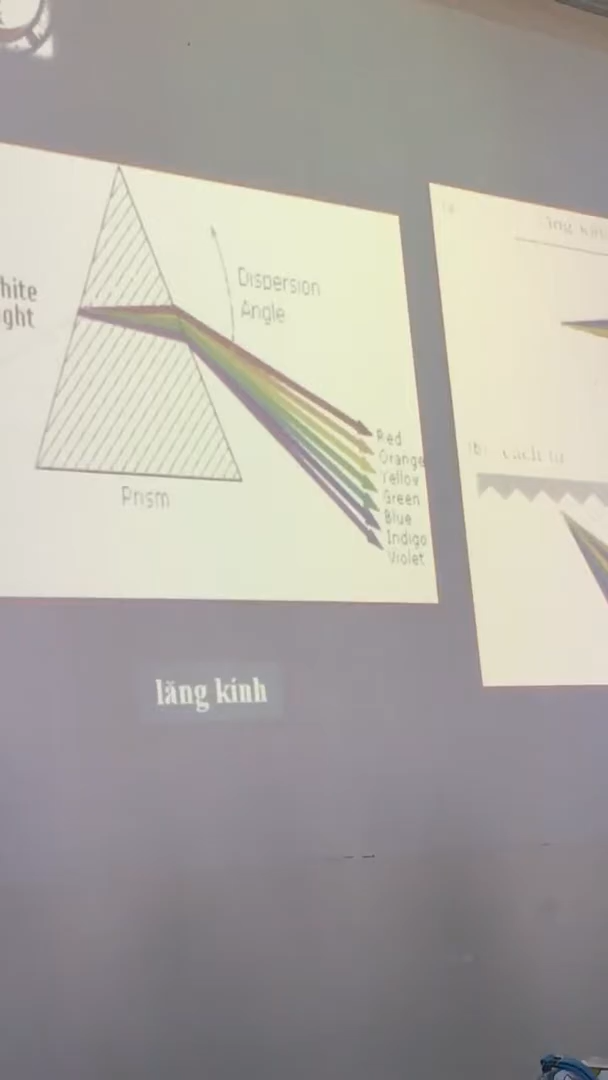 hite
ght
Dispersion
Angle
Red
Orange
Yellow
Green
Blue
Indigo
Violet
Prism
lăng kính
(b)